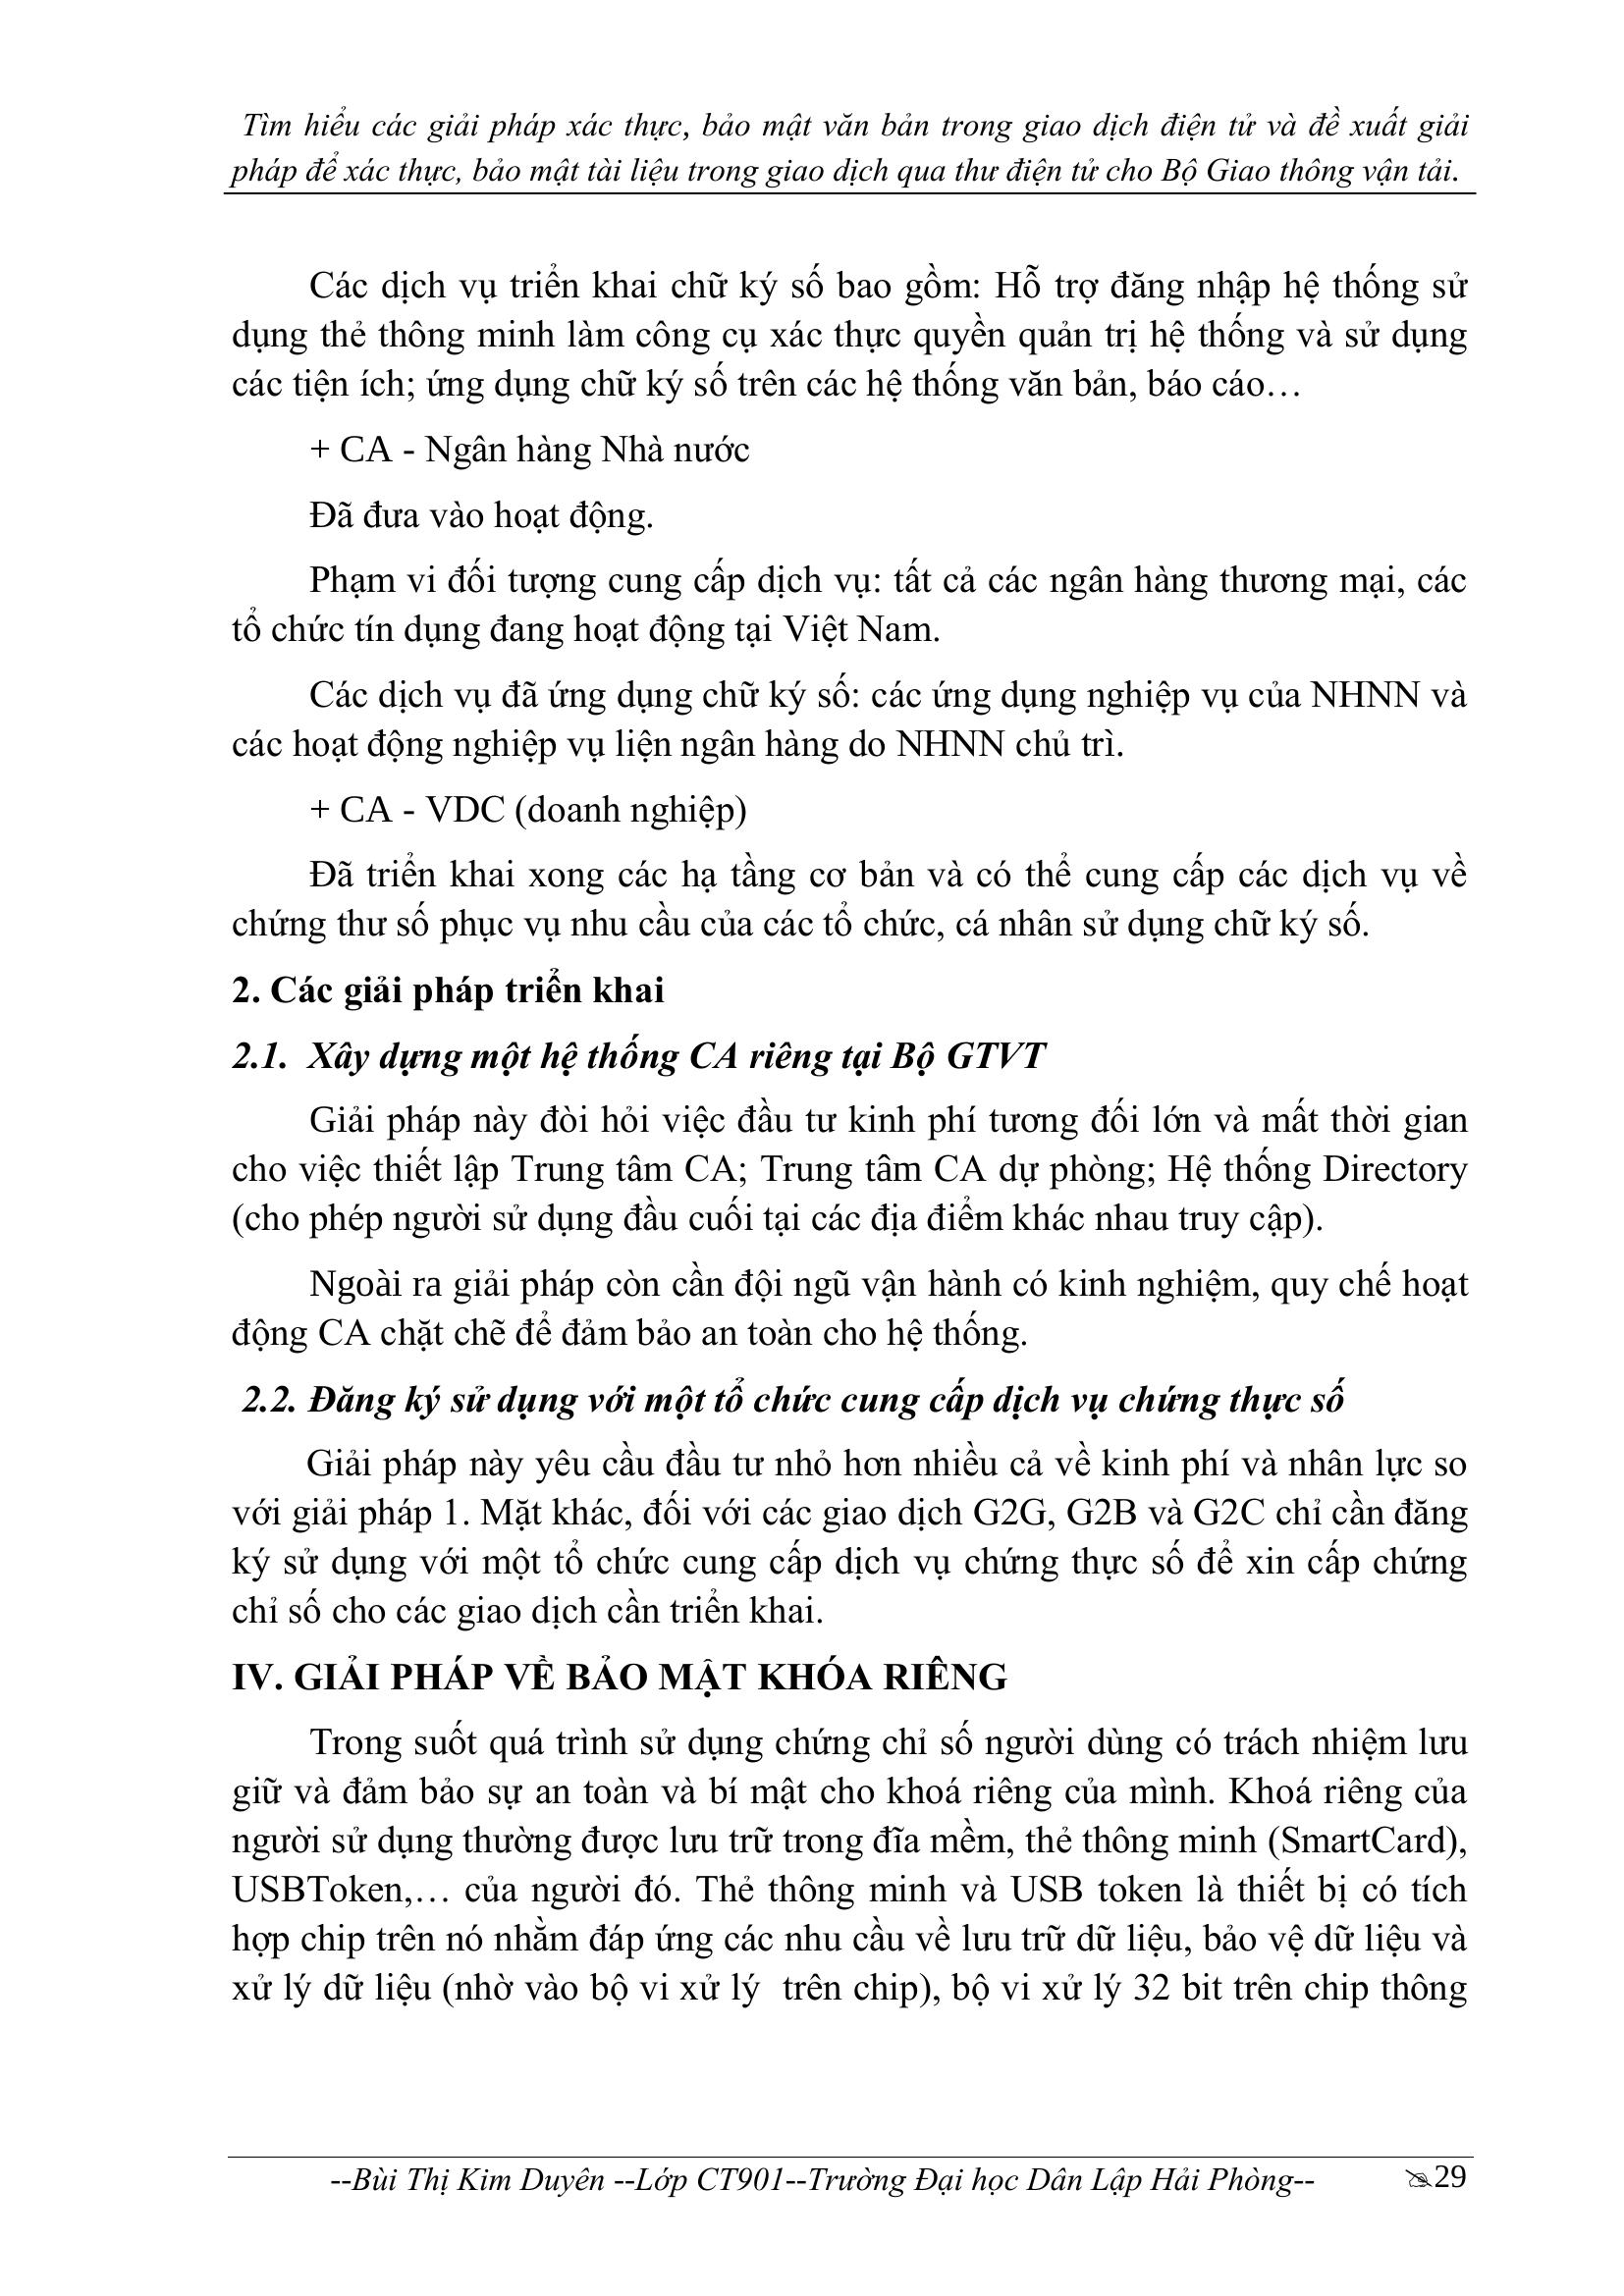 Tìm hiểu các giải pháp xác thực, bảo mật văn bản trong giao dịch điện tử và đề xuất giải
pháp để xác thực, bảo mật tài liệu trong giao dịch qua thư điện tử cho Bộ Giao thông vận tải.
Các dịch vụ triển khai chữ ký số bao gồm: Hỗ trợ đăng nhập hệ thống sử
dụng thẻ thông minh làm công cụ xác thực quyền quản trị hệ thống và sử dụng
các tiện ích; ứng dụng chữ ký số trên các hệ thống văn bản, báo cáo…
+ CA - Ngân hàng Nhà nước
Đã đưa vào hoạt động.
Phạm vi đối tượng cung cấp dịch vụ: tất cả các ngân hàng thương mại, các
tổ chức tín dụng đang hoạt động tại Việt Nam.
Các dịch vụ đã ứng dụng chữ ký số: các ứng dụng nghiệp vụ của NHNN và
các hoạt động nghiệp vụ liện ngân hàng do NHNN chủ trì.
+ CA - VDC (doanh nghiệp)
Đã triển khai xong các hạ tầng cơ bản và có thể cung cấp các dịch vụ về
chứng thư số phục vụ nhu cầu của các tổ chức, cá nhân sử dụng chữ ký số.
2. Các giải pháp triển khai
2.1. Xây dựng một hệ thống CA riêng tại Bộ GTVT
Giải pháp này đòi hỏi việc đầu tư kinh phí tương đối lớn và mất thời gian
cho việc thiết lập Trung tâm CA; Trung tâm CA dự phòng; Hệ thống Directory
(cho phép người sử dụng đầu cuối tại các địa điểm khác nhau truy cập).
Ngoài ra giải pháp còn cần đội ngũ vận hành có kinh nghiệm, quy chế hoạt
động CA chặt chẽ để đảm bảo an toàn cho hệ thống.
2.2. Đăng ký sử dụng với một tổ chức cung cấp dịch vụ chứng thực số
Giải pháp này yêu cầu đầu tư nhỏ hơn nhiều cả về kinh phí và nhân lực so
với giải pháp 1. Mặt khác, đối với các giao dịch G2G, G2B và G2C chỉ cần đăng
ký sử dụng với một tổ chức cung cấp dịch vụ chứng thực số để xin cấp chứng
chỉ số cho các giao dịch cần triển khai.
IV. GIẢI PHÁP VỀ BẢO MẬT KHÓA RIÊNG
Trong suốt quá trình sử dụng chứng chỉ số người dùng có trách nhiệm lưu
giữ và đảm bảo sự an toàn và bí mật cho khoá riêng của mình. Khoá riêng của
người sử dụng thường được lưu trữ trong đĩa mềm, thẻ thông minh (SmartCard),
USBToken,… của người đó. Thẻ thông minh và USB token là thiết bị có tích
hợp chip trên nó nhằm đáp ứng các nhu cầu về lưu trữ dữ liệu, bảo vệ dữ liệu và
xử lý dữ liệu (nhờ vào bộ vi xử lý trên chip), bộ vi xử lý 32 bit trên chip thông
--Bùi Thị Kim Duyên --Lớp CT901--Trường Đại học Dân Lập Hải Phòng-- 29